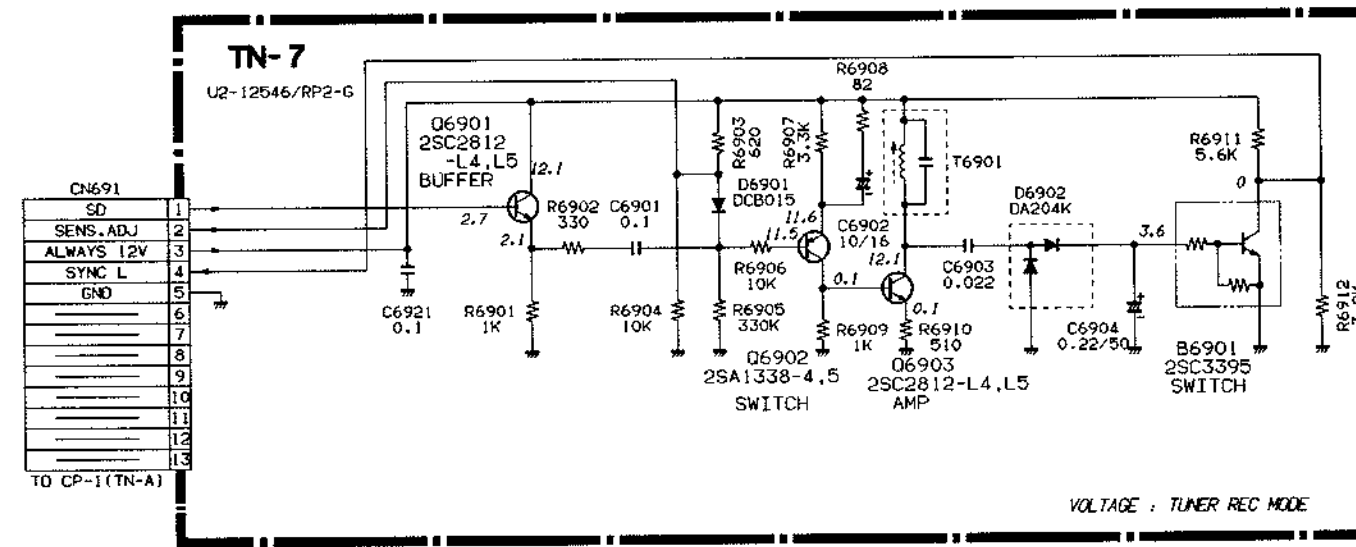 TN-7
U2-12546/RP2-G
CN691
SD 1
SENS.ADJ 2
ALWAYS 12V 3
SYNC L 4
GND 5
6
7
8
9
10
11
12
13
TO CP-1(TN-A)
C6921
0.1
Q6901
2SC2812
-L4,L5
BUFFER
12.1
2.7
2.1
R6901
1K
R6902
330
C6901
0.1
R6904
10K
R6903
620
D6901
DCB015
R6906
10K
R6905
330K
R6907
3.3K
R6908
82
11.6
11.5
C6902
10/16
Q6902
2SA1338-4,5
SWITCH
0.1
R6909
1K
T6901
12.1
0.1
R6910
510
Q6903
2SC2812-L4,L5
AMP
C6903
0.022
D6902
DA204K
C6904
0.22/50
3.6
R6911
5.6K
0
B6901
2SC3395
SWITCH
R6912
VOLTAGE : TUNER REC MODE